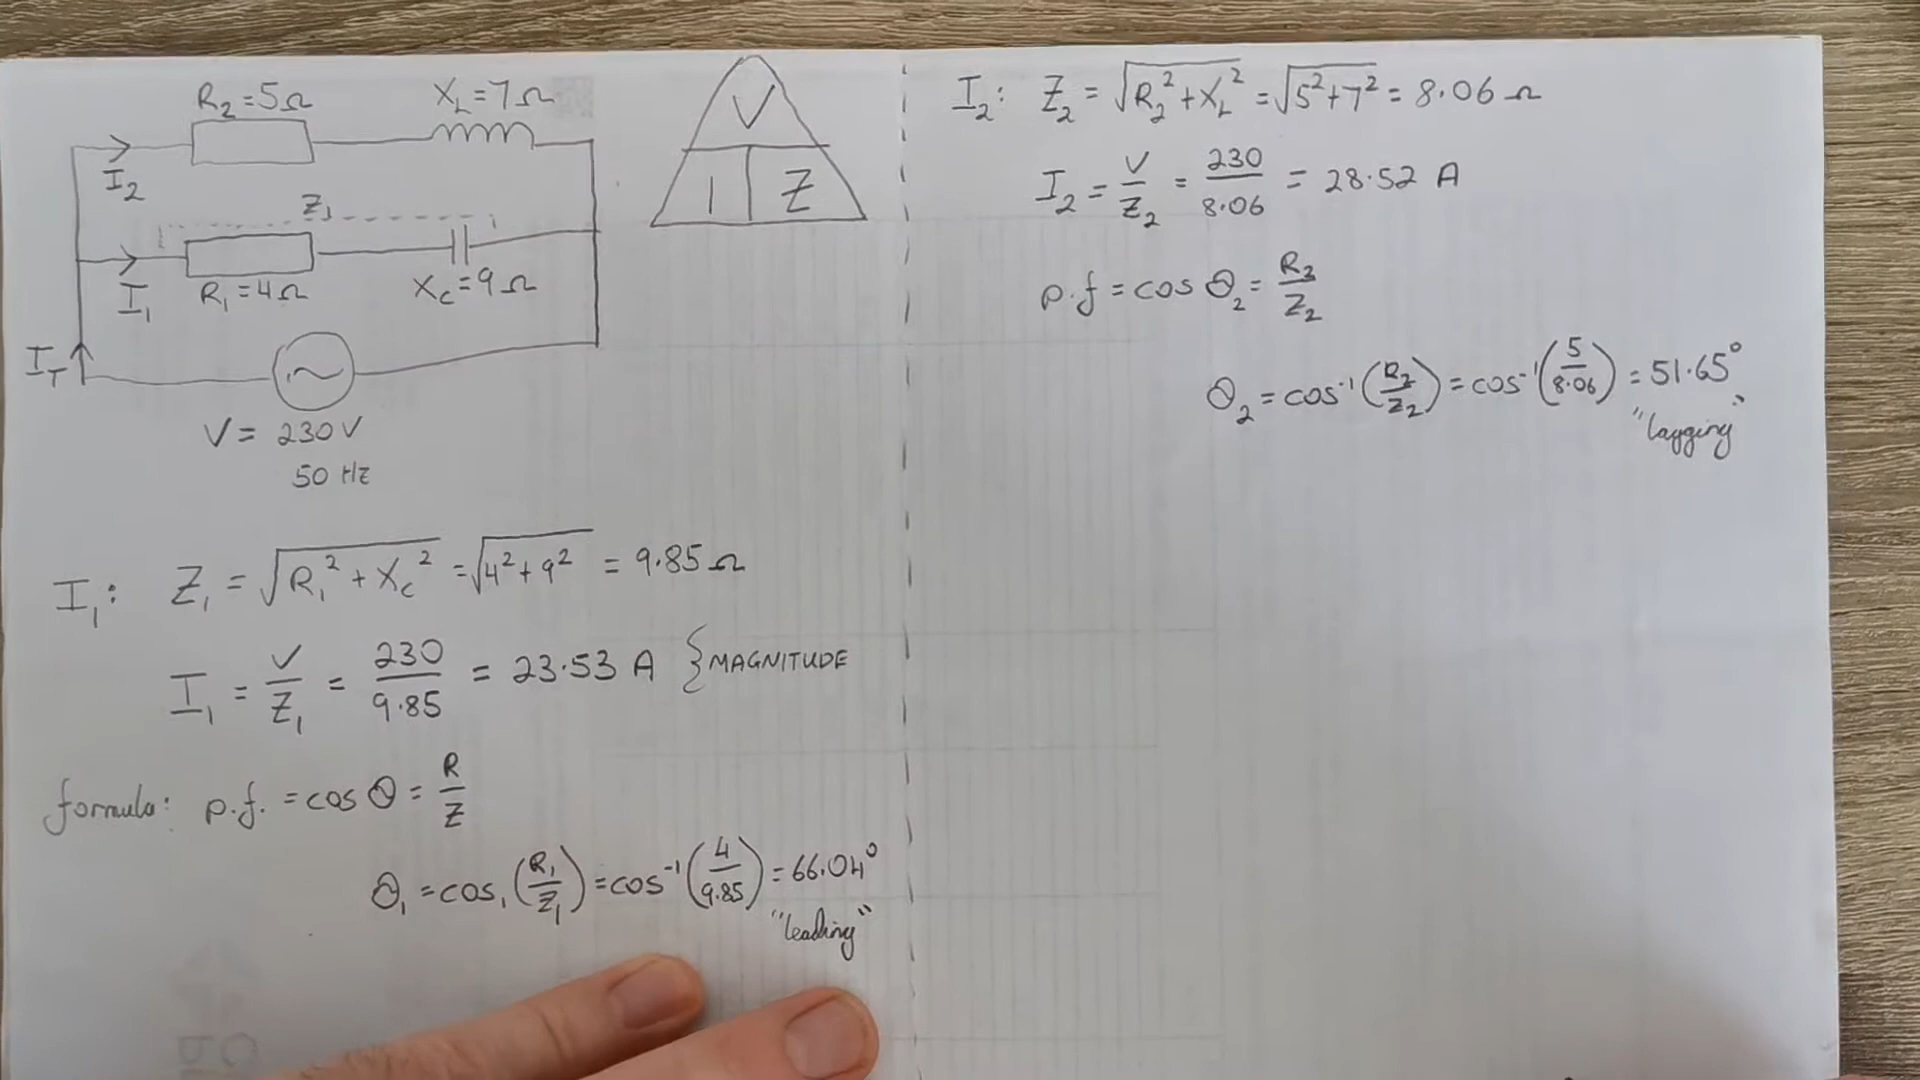 R₂=5Ω X_L=7Ω
I₂
Z₁
I₁ R₁=4Ω X_C=9Ω
I_T
V= 230V
50 Hz
V
I Z
I₁: Z₁ = √(R₁² + X_C²) = √(4²+9²) = 9.85Ω
I₁ = V/Z₁ = 230/9.85 = 23.53 A } MAGNITUDE
formula: p.f. = cos θ = R/Z
θ₁ = cos₁(R₁/Z₁) = cos⁻¹(4/9.85) = 66.04°
"leading"
I₂: Z₂ = √(R₂²+X_L²) = √(5²+7²) = 8.06 Ω
I₂ = V/Z₂ = 230/8.06 = 28.52 A
p.f = cos θ₂ = R₂/Z₂
θ₂ = cos⁻¹(R₂/Z₂) = cos⁻¹(5/8.06) = 51.65°
"lagging"